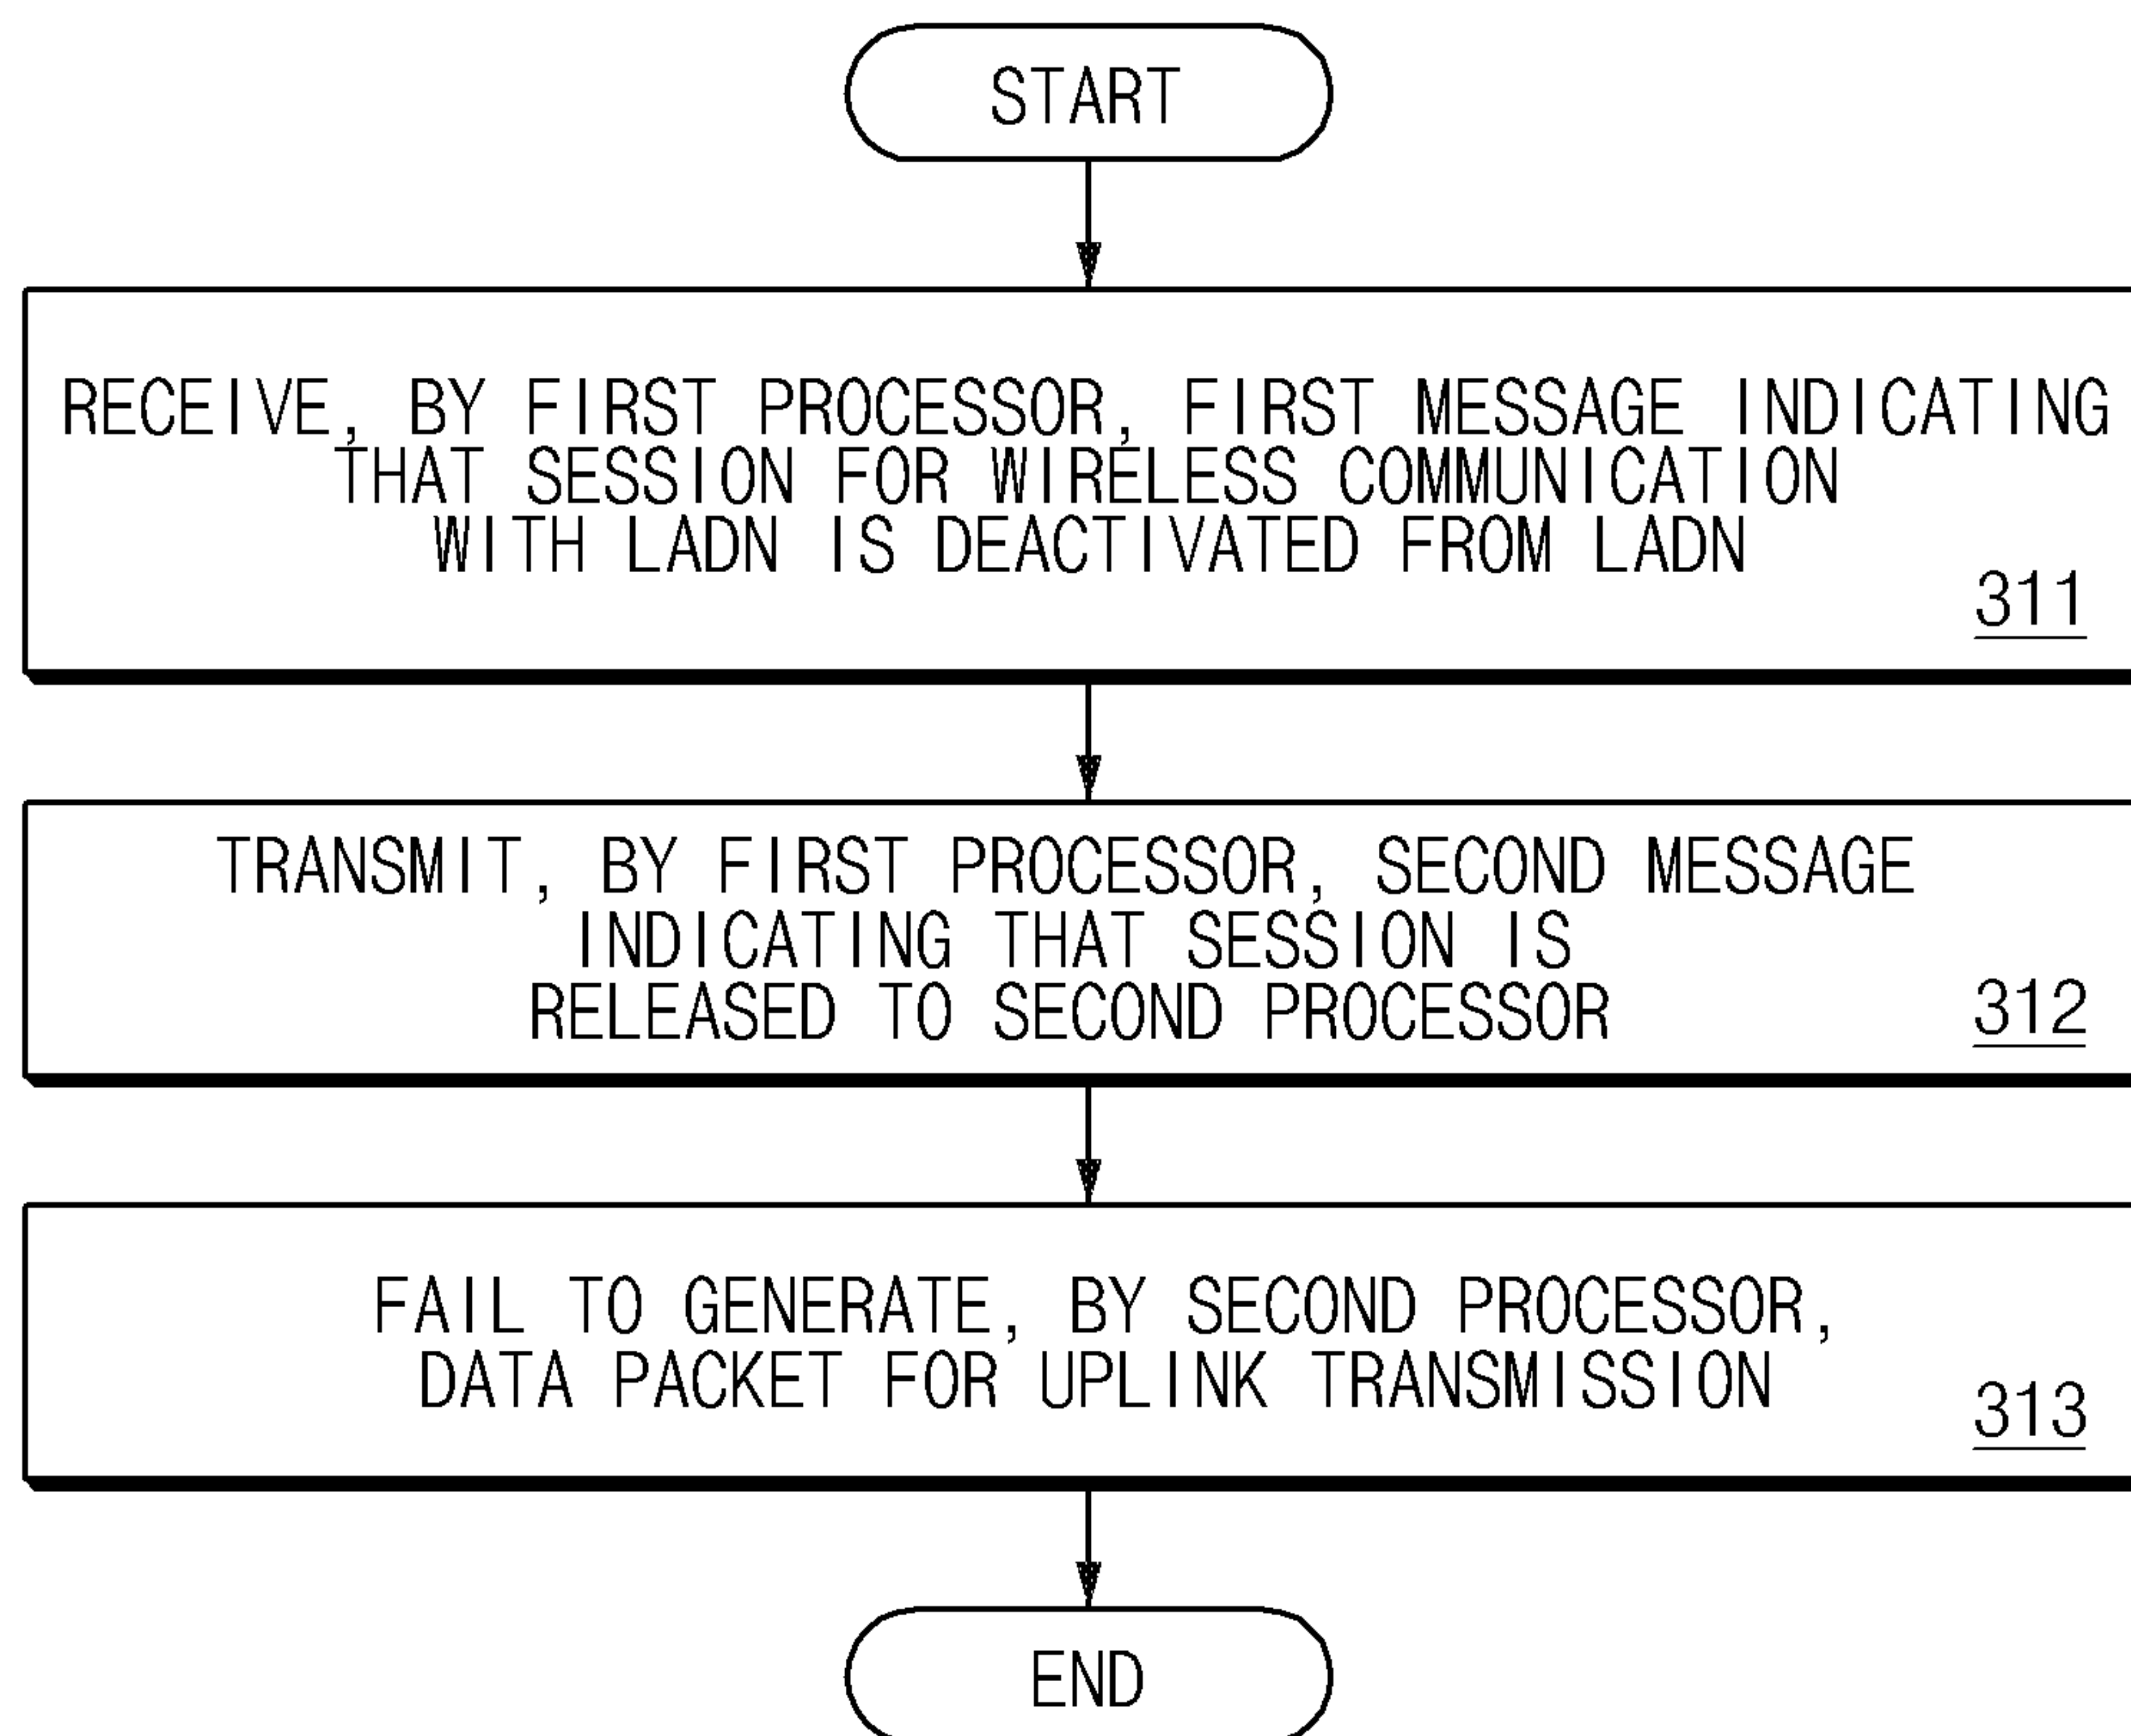 START
RECEIVE, BY FIRST PROCESSOR, FIRST MESSAGE INDICATING
THAT SESSION FOR WIRELESS COMMUNICATION
WITH LADN IS DEACTIVATED FROM LADN
311
TRANSMIT, BY FIRST PROCESSOR, SECOND MESSAGE
INDICATING THAT SESSION IS
RELEASED TO SECOND PROCESSOR
312
FAIL TO GENERATE, BY SECOND PROCESSOR,
DATA PACKET FOR UPLINK TRANSMISSION
313
END